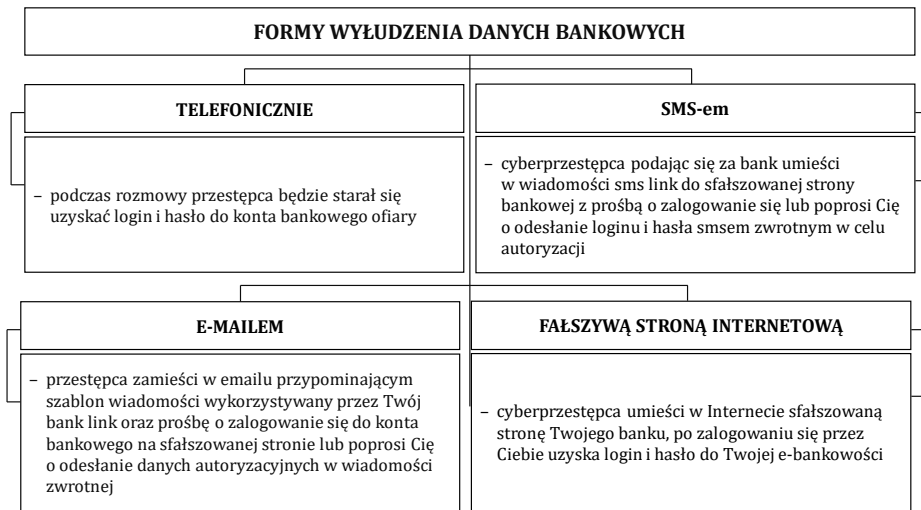 FORMY WYŁUDZENIA DANYCH BANKOWYCH
TELEFONICZNIE
– podczas rozmowy przestępca będzie starał się
uzyskać login i hasło do konta bankowego ofiary
SMS-em
– cyberprzestępca podając się za bank umieści
w wiadomości sms link do sfałszowanej strony
bankowej z prośbą o zalogowanie się lub poprosi Cię
o odesłanie loginu i hasła smsem zwrotnym w celu
autoryzacji
E-MAILEM
– przestępca zamieści w emailu przypominającym
szablon wiadomości wykorzystywany przez Twój
bank link oraz prośbę o zalogowanie się do konta
bankowego na sfałszowanej stronie lub poprosi Cię
o odesłanie danych autoryzacyjnych w wiadomości
zwrotnej
FAŁSZYWĄ STRONĄ INTERNETOWĄ
– cyberprzestępca umieści w Internecie sfałszowaną
stronę Twojego banku, po zalogowaniu się przez
Ciebie uzyska login i hasło do Twojej e-bankowości